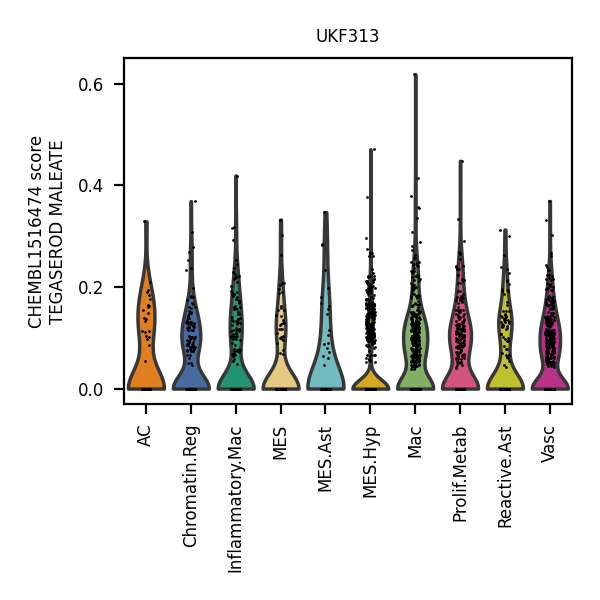 UKF313
CHEMBL1516474 score
TEGASEROD MALEATE
0.6
0.4
0.2
0.0
AC
Chromatin.Reg
Inflammatory.Mac
MES
MES.Ast
MES.Hyp
Mac
Prolif.Metab
Reactive.Ast
Vasc